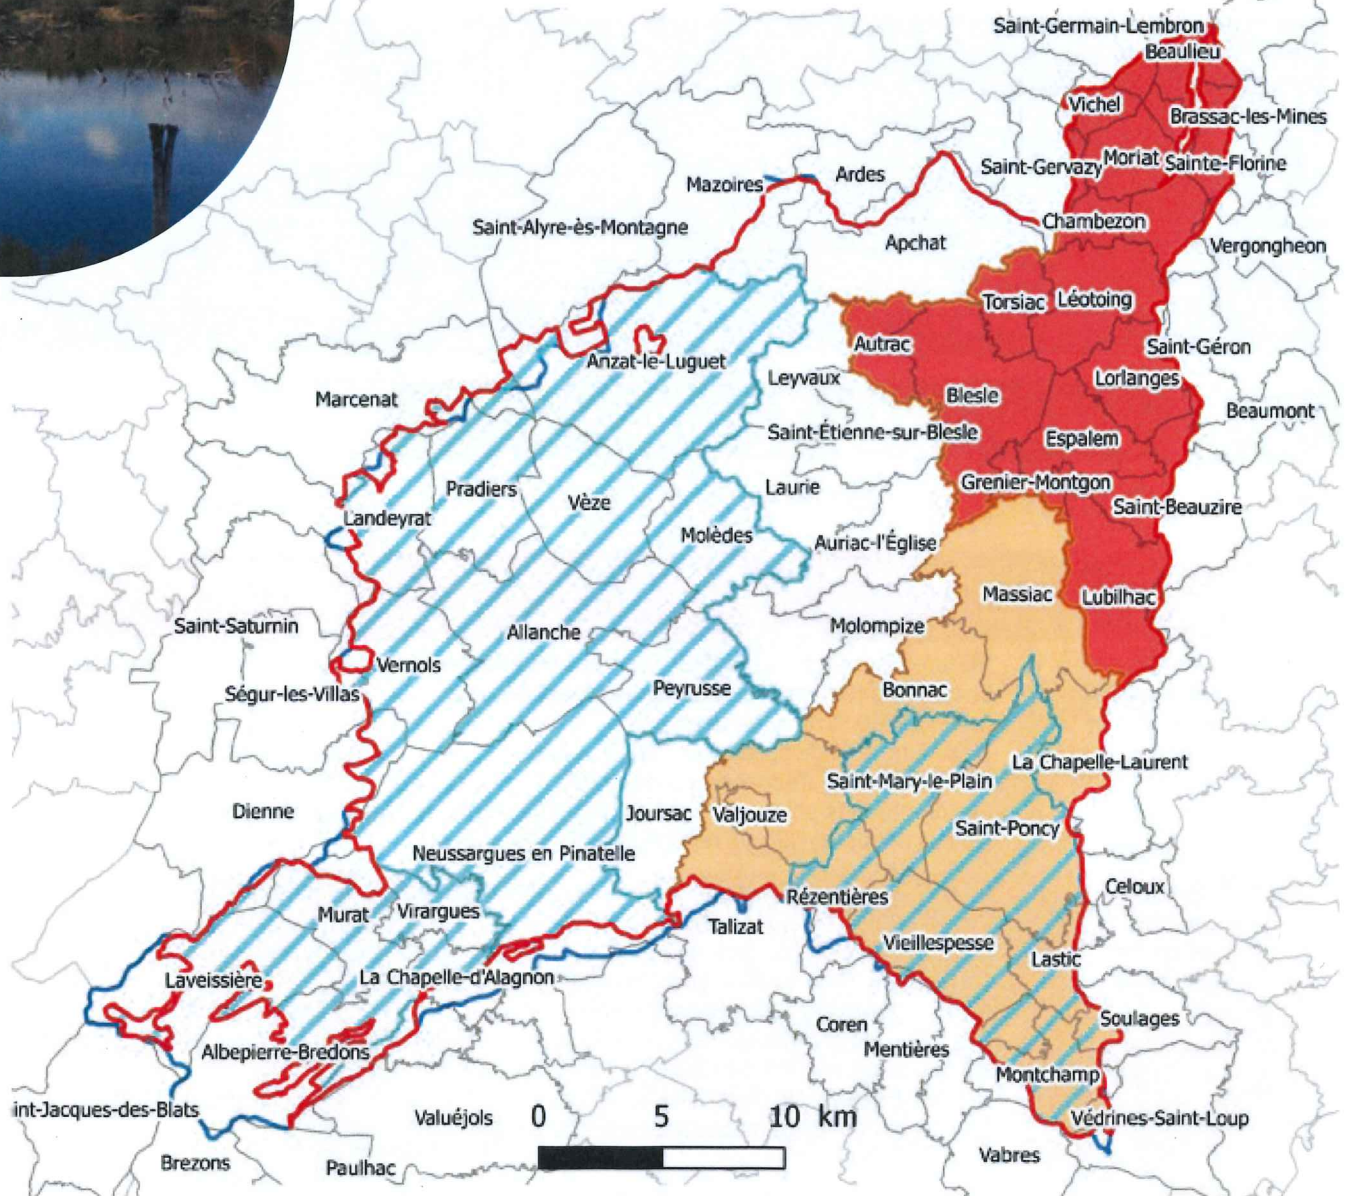 Saint-Germain-Lembron
Beaulieu
Vichel
Brassac-les-Mines
Saint-Gervazy
Moriat
Sainte-Florine
Ardes
Mazoires
Saint-Alyre-ès-Montagne
Chambezon
Apchat
Vergongheon
Torsiac
Léotoing
Autrac
Saint-Géron
Anzat-le-Luguet
Leyvaux
Lorlanges
Marcenat
Blesle
Beaumont
Saint-Étienne-sur-Blesle
Espalem
Pradiers
Vèze
Laurie
Grenier-Montgon
Saint-Beauzire
Landeyrat
Molèdes
Auriac-l'Église
Massiac
Lubilhac
Saint-Saturnin
Allanche
Molompize
Vernols
Ségur-les-Villas
Peyrusse
Bonnac
La Chapelle-Laurent
Saint-Mary-le-Plain
Dienne
Joursac
Valjouze
Saint-Poncy
Neussargues en Pinatelle
Celoux
Rézentières
Murat
Virargues
Talizat
Vieillespesse
Lastic
Laveissière
La Chapelle-d'Alagnon
Soulages
Coren
Mentières
Albepierre-Bredons
Montchamp
int-Jacques-des-Blats
Valuéjols
0 5 10 km
Védrines-Saint-Loup
Brezons
Paulhac
Vabres